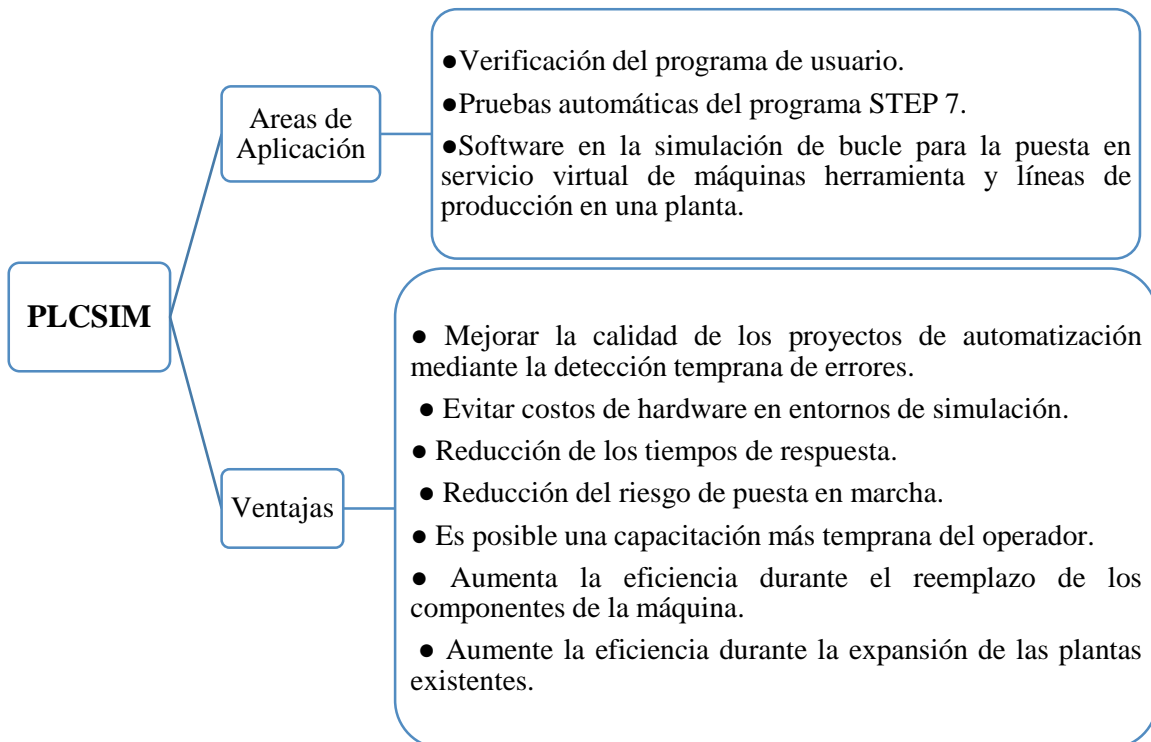 PLCSIM
Areas de
Aplicación
●Verificación del programa de usuario.
●Pruebas automáticas del programa STEP 7.
●Software en la simulación de bucle para la puesta en
servicio virtual de máquinas herramienta y líneas de
producción en una planta.
Ventajas
● Mejorar la calidad de los proyectos de automatización
mediante la detección temprana de errores.
● Evitar costos de hardware en entornos de simulación.
● Reducción de los tiempos de respuesta.
● Reducción del riesgo de puesta en marcha.
● Es posible una capacitación más temprana del operador.
● Aumenta la eficiencia durante el reemplazo de los
componentes de la máquina.
● Aumente la eficiencia durante la expansión de las plantas
existentes.